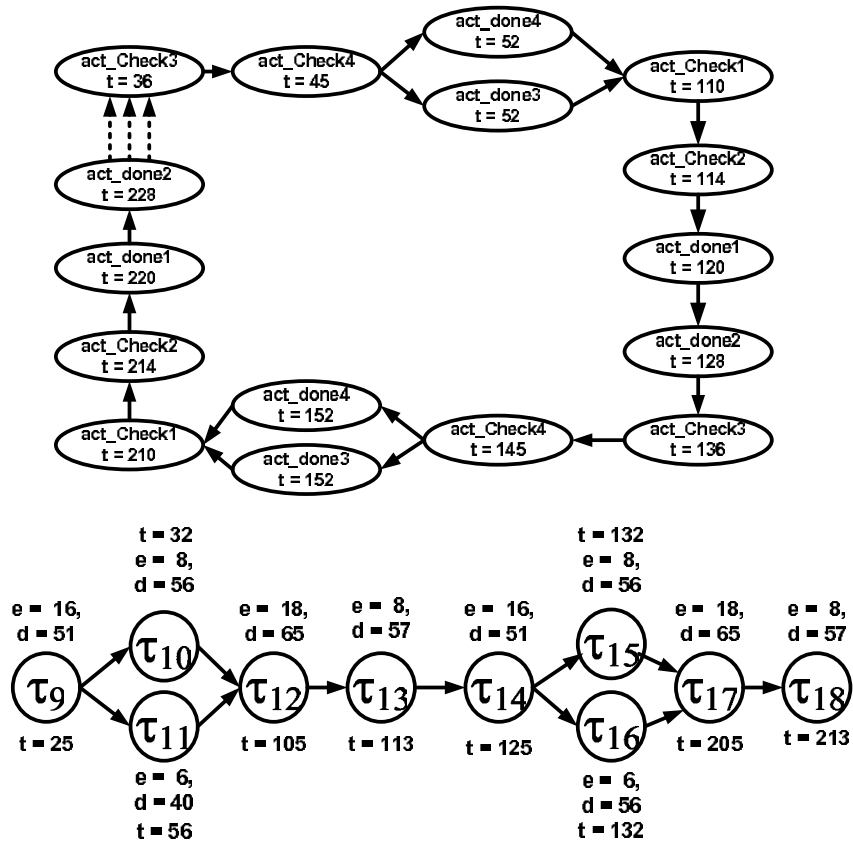 act_Check3
t = 36
act_Check4
t = 45
act_done4
t = 52
act_done3
t = 52
act_Check1
t = 110
act_Check2
t = 114
act_done1
t = 120
act_done2
t = 128
act_Check3
t = 136
act_Check4
t = 145
act_done4
t = 152
act_done3
t = 152
act_Check1
t = 210
act_Check2
t = 214
act_done1
t = 220
act_done2
t = 228
e = 16,
d = 51
τ9
t = 25
t = 32
e = 8,
d = 56
τ10
τ11
e = 6,
d = 40
t = 56
e = 18,
d = 65
τ12
t = 105
e = 8,
d = 57
τ13
t = 113
e = 16,
d = 51
τ14
t = 125
t = 132
e = 8,
d = 56
τ15
τ16
e = 6,
d = 56
t = 132
e = 18,
d = 65
τ17
t = 205
e = 8,
d = 57
τ18
t = 213